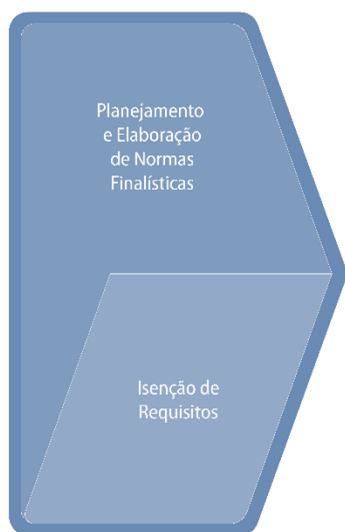 Planejamento
e Elaboração
de Normas
Finalísticas
Isenção de
Requisitos